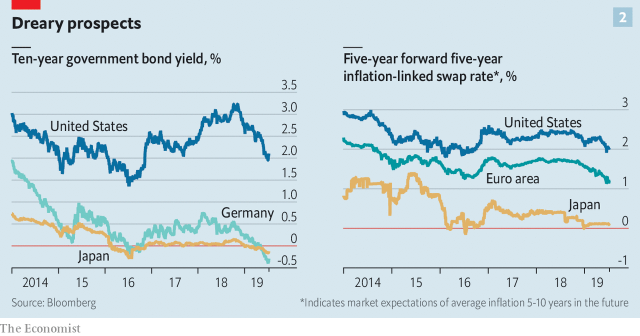 Dreary prospects
2
Ten-year government bond yield, %
3.5
3.0
2.5
2.0
1.5
1.0
0.5
0
-0.5
United States
Germany
Japan
2014 15 16 17 18 19
Source: Bloomberg
Five-year forward five-year
inflation-linked swap rate*, %
3
2
1
0
-1
United States
Euro area
Japan
2014 15 16 17 18 19
*Indicates market expectations of average inflation 5-10 years in the future
The Economist